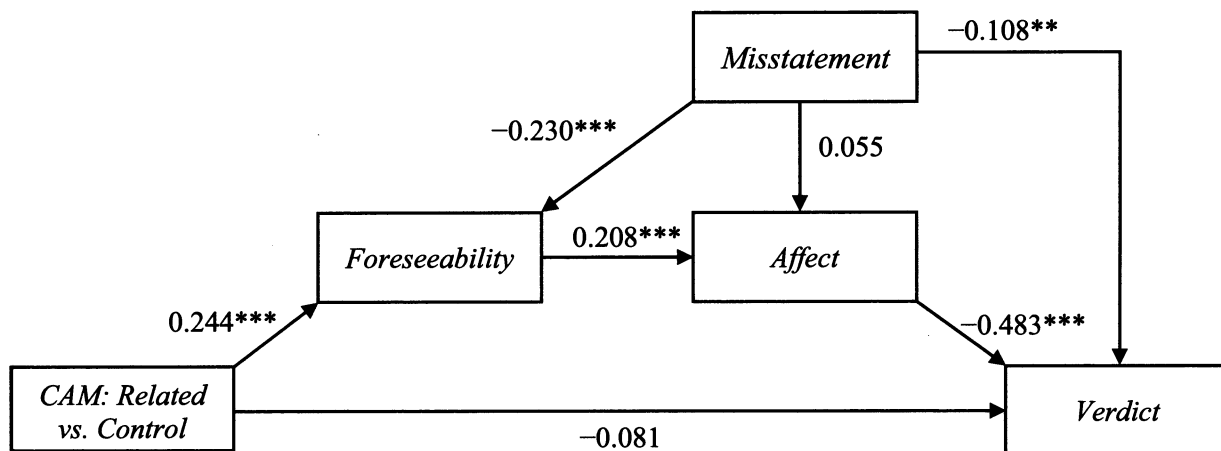 −0.108**
Misstatement
−0.230***
0.055
Foreseeability
0.208***
Affect
0.244***
−0.483***
CAM: Related
vs. Control
Verdict
−0.081